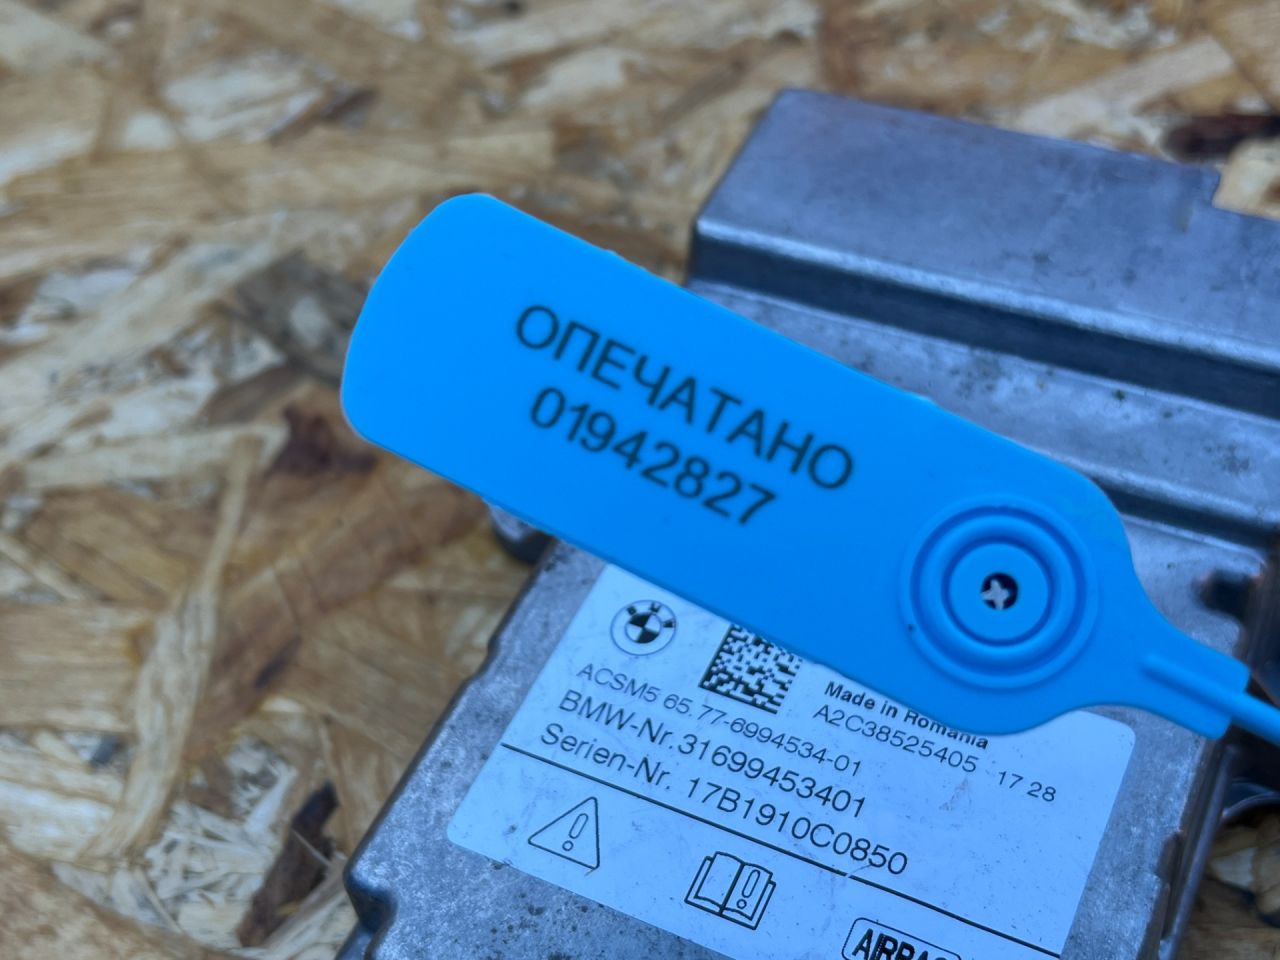 ОПЕЧАТАНО
01942827
Made in Romania
A2C38525405 17 28
ACSM5 65.77-6994534-01
BMW-Nr.31699453401
Serien-Nr. 17B1910C0850